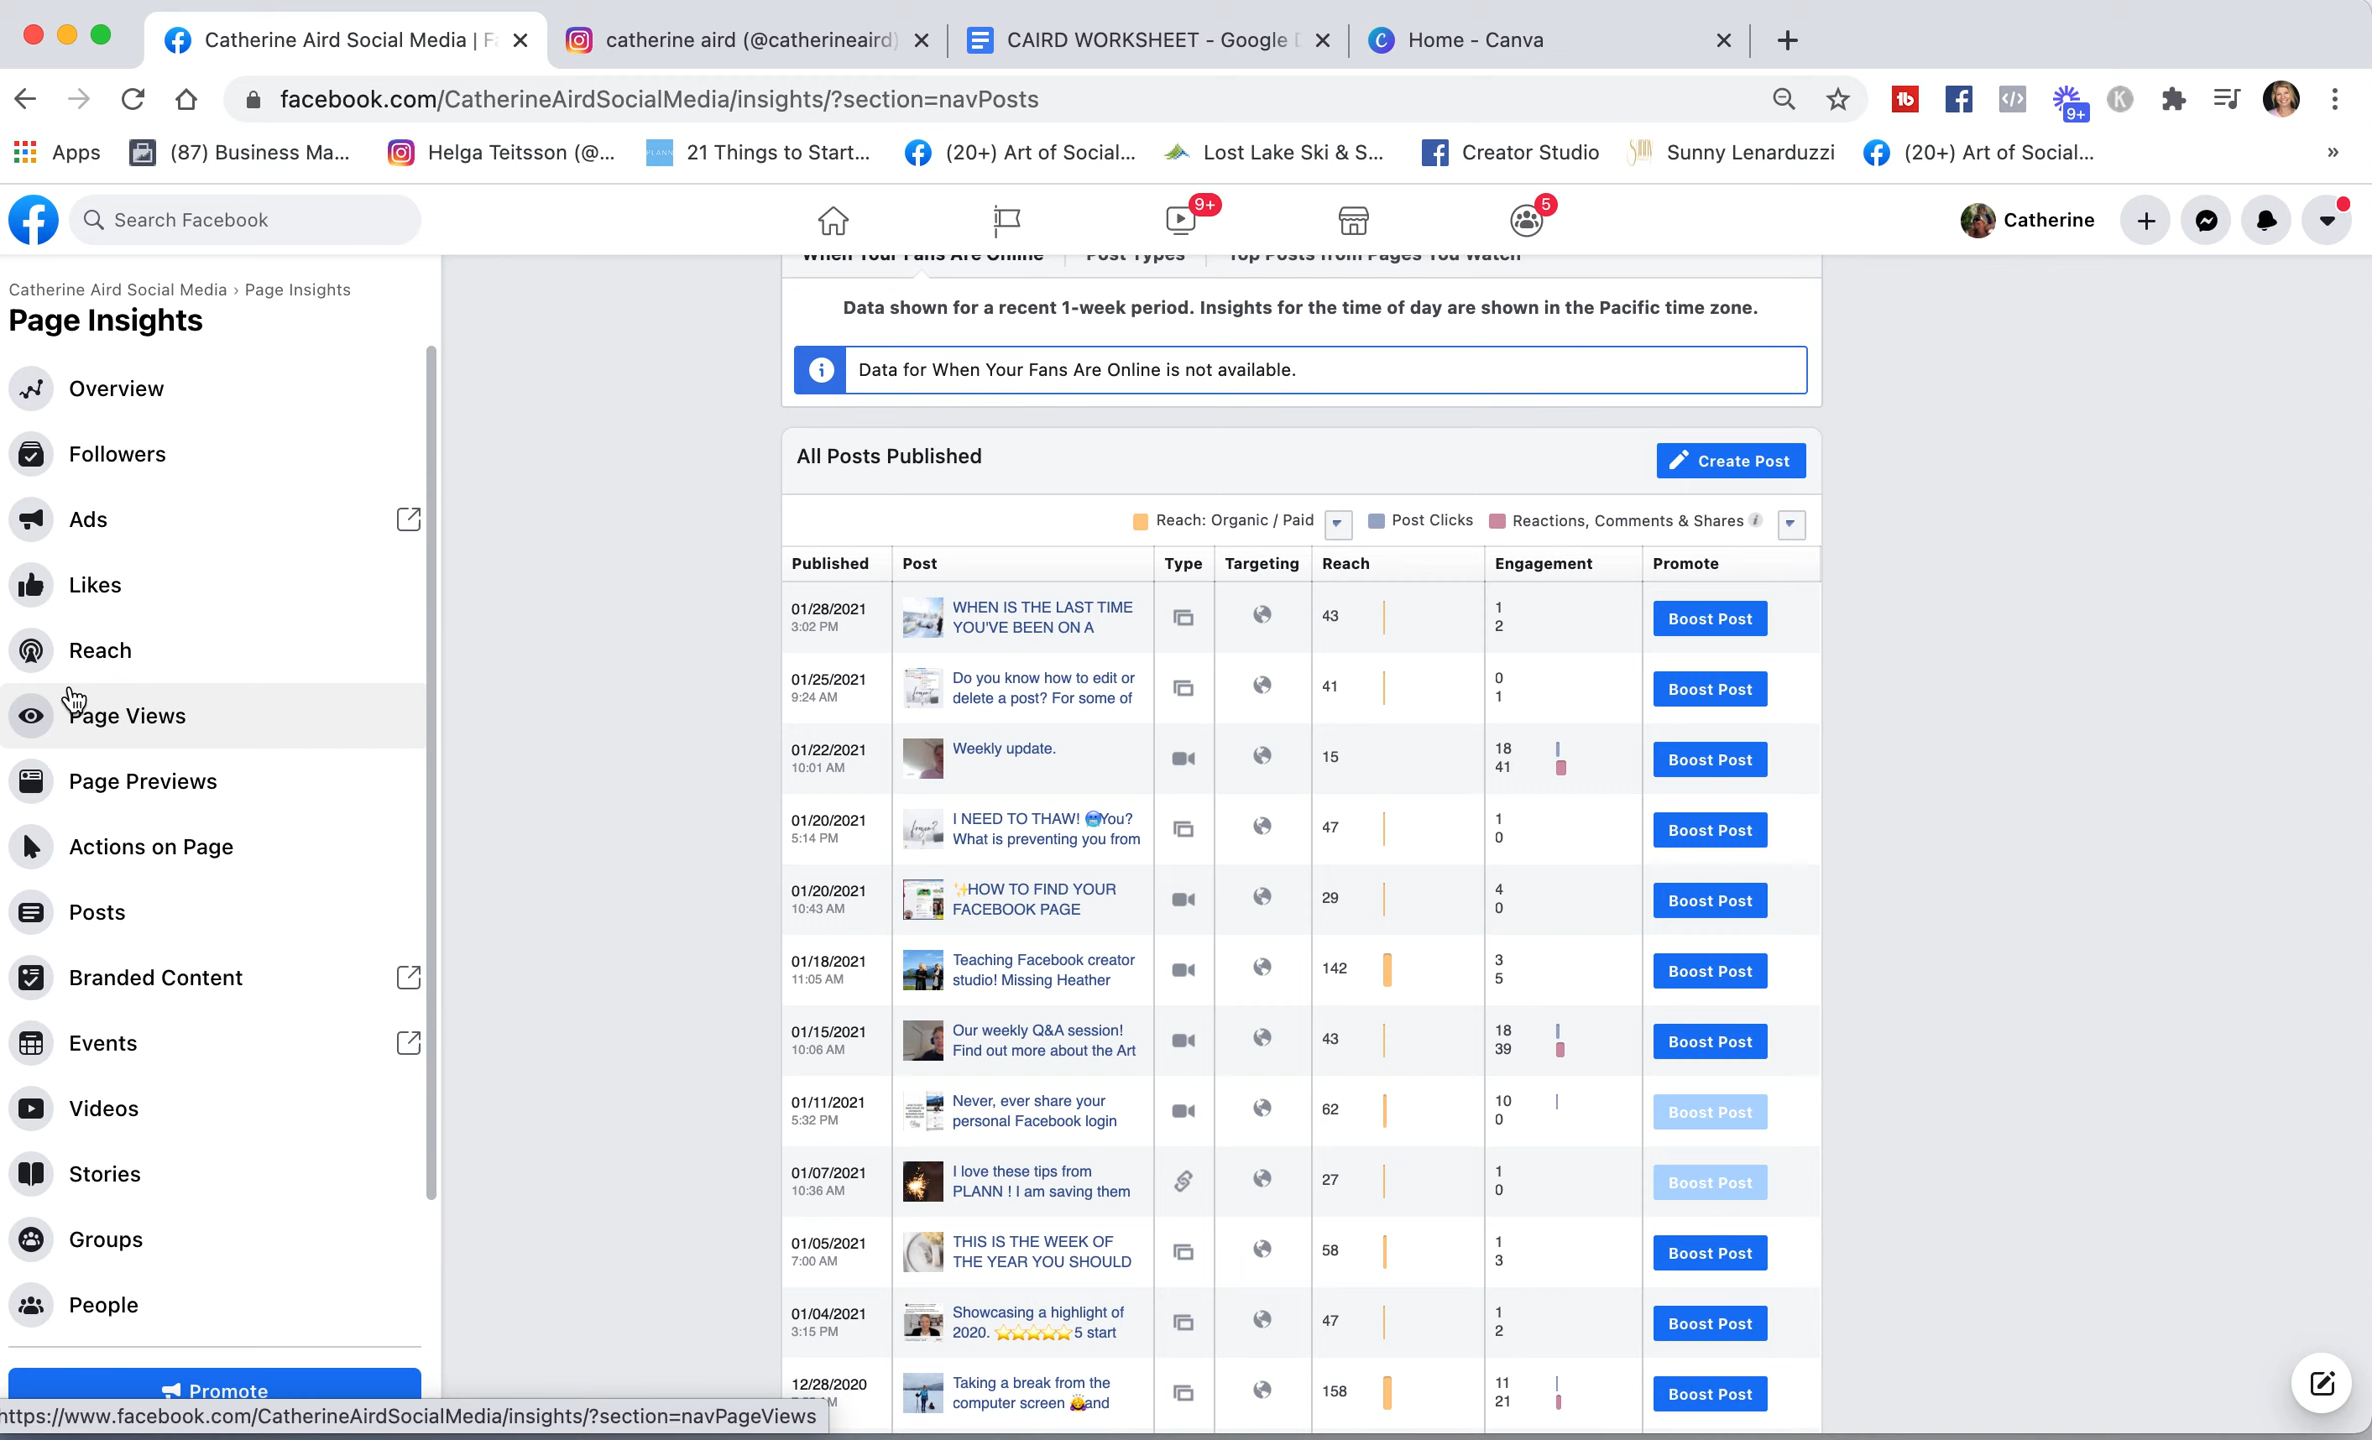 Catherine Aird Social Media | F
catherine aird (@catherineaird)
CAIRD WORKSHEET - Google
Home - Canva
facebook.com/CatherineAirdSocialMedia/insights/?section=navPosts
9+
Apps
(87) Business Ma...
Helga Teitsson (@...
PLANN
21 Things to Start...
(20+) Art of Social...
Lost Lake Ski & S...
Creator Studio
Sunny Lenarduzzi
(20+) Art of Social...
»
Search Facebook
9+
5
Catherine
Catherine Aird Social Media › Page Insights
Page Insights
Overview
Followers
Ads
Likes
Reach
Page Views
Page Previews
Actions on Page
Posts
Branded Content
Events
Videos
Stories
Groups
People
Promote
https://www.facebook.com/CatherineAirdSocialMedia/insights/?section=navPageViews
When Your Fans Are Online
Post Types
Top Posts from Pages You Watch
Data shown for a recent 1-week period. Insights for the time of day are shown in the Pacific time zone.
Data for When Your Fans Are Online is not available.
All Posts Published
Create Post
Reach: Organic / Paid
Post Clicks
Reactions, Comments & Shares
Published Post Type Targeting Reach Engagement Promote
01/28/2021 WHEN IS THE LAST TIME 43 1 Boost Post
3:02 PM YOU'VE BEEN ON A 2
01/25/2021 Do you know how to edit or 41 0 Boost Post
9:24 AM delete a post? For some of 1
01/22/2021 Weekly update. 15 18 Boost Post
10:01 AM 41
01/20/2021 I NEED TO THAW! 🥶You? 47 1 Boost Post
5:14 PM What is preventing you from 0
01/20/2021 ✨HOW TO FIND YOUR 29 4 Boost Post
10:43 AM FACEBOOK PAGE 0
01/18/2021 Teaching Facebook creator 142 3 Boost Post
11:05 AM studio! Missing Heather 5
01/15/2021 Our weekly Q&A session! 43 18 Boost Post
10:06 AM Find out more about the Art 39
01/11/2021 Never, ever share your 62 10 Boost Post
5:32 PM personal Facebook login 0
01/07/2021 I love these tips from 27 1 Boost Post
10:36 AM PLANN ! I am saving them 0
01/05/2021 THIS IS THE WEEK OF 58 1 Boost Post
7:00 AM THE YEAR YOU SHOULD 3
01/04/2021 Showcasing a highlight of 47 1 Boost Post
3:15 PM 2020. ⭐⭐⭐⭐⭐5 start 2
12/28/2020 Taking a break from the 158 11 Boost Post
computer screen 🙇‍♀️and 21